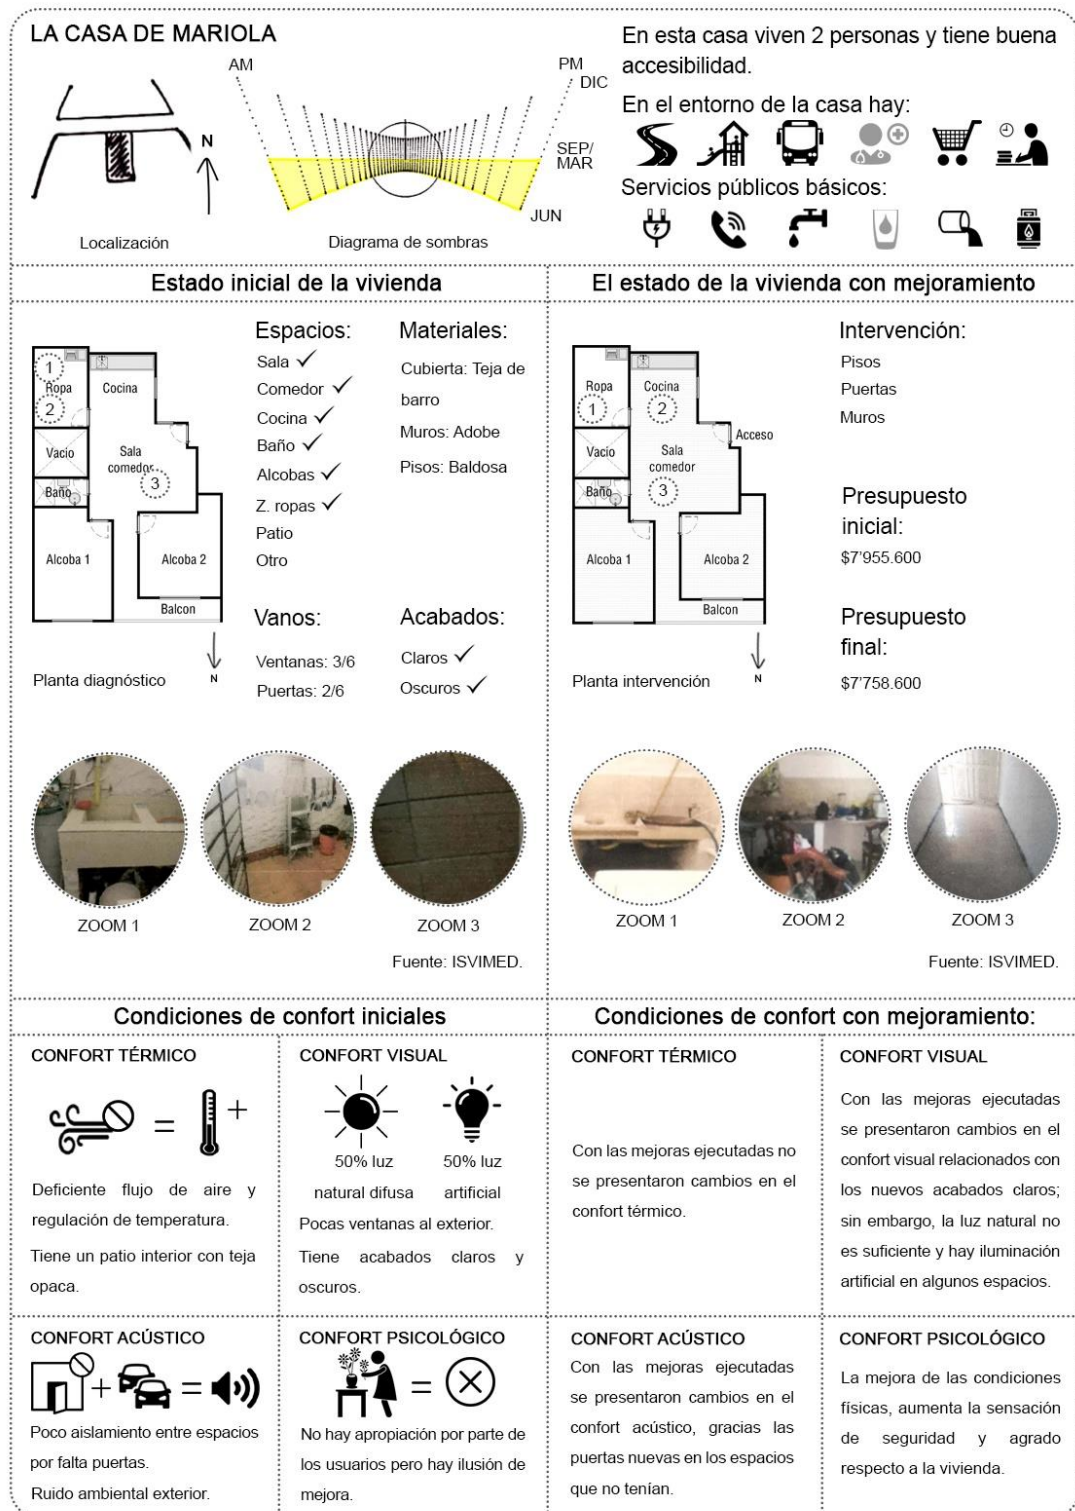 LA CASA DE MARIOLA
AM
PM
DIC
SEP/
MAR
JUN
N
Localización
Diagrama de sombras
En esta casa viven 2 personas y tiene buena
accesibilidad.
En el entorno de la casa hay:
Servicios públicos básicos:
Estado inicial de la vivienda
1
Ropa
2
Cocina
Vacio
Sala
comedor
3
Baño
Alcoba 1
Alcoba 2
Balcon
N
Planta diagnóstico
Espacios:
Sala ✓
Comedor ✓
Cocina ✓
Baño ✓
Alcobas ✓
Z. ropas ✓
Patio
Otro
Materiales:
Cubierta: Teja de
barro
Muros: Adobe
Pisos: Baldosa
Vanos:
Ventanas: 3/6
Puertas: 2/6
Acabados:
Claros ✓
Oscuros ✓
ZOOM 1
ZOOM 2
ZOOM 3
Fuente: ISVIMED.
El estado de la vivienda con mejoramiento
Ropa
1
Cocina
2
Acceso
Vacio
Sala
comedor
3
Baño
Alcoba 1
Alcoba 2
Balcon
N
Planta intervención
Intervención:
Pisos
Puertas
Muros
Presupuesto
inicial:
$7'955.600
Presupuesto
final:
$7'758.600
ZOOM 1
ZOOM 2
ZOOM 3
Fuente: ISVIMED.
Condiciones de confort iniciales
CONFORT TÉRMICO
= +
Deficiente flujo de aire y
regulación de temperatura.
Tiene un patio interior con teja
opaca.
CONFORT VISUAL
50% luz
natural difusa
50% luz
artificial
Pocas ventanas al exterior.
Tiene acabados claros y
oscuros.
CONFORT ACÚSTICO
+ =
Poco aislamiento entre espacios
por falta puertas.
Ruido ambiental exterior.
CONFORT PSICOLÓGICO
=
No hay apropiación por parte de
los usuarios pero hay ilusión de
mejora.
Condiciones de confort con mejoramiento:
CONFORT TÉRMICO
Con las mejoras ejecutadas no
se presentaron cambios en el
confort térmico.
CONFORT VISUAL
Con las mejoras ejecutadas
se presentaron cambios en el
confort visual relacionados con
los nuevos acabados claros;
sin embargo, la luz natural no
es suficiente y hay iluminación
artificial en algunos espacios.
CONFORT ACÚSTICO
Con las mejoras ejecutadas
se presentaron cambios en el
confort acústico, gracias las
puertas nuevas en los espacios
que no tenían.
CONFORT PSICOLÓGICO
La mejora de las condiciones
físicas, aumenta la sensación
de seguridad y agrado
respecto a la vivienda.